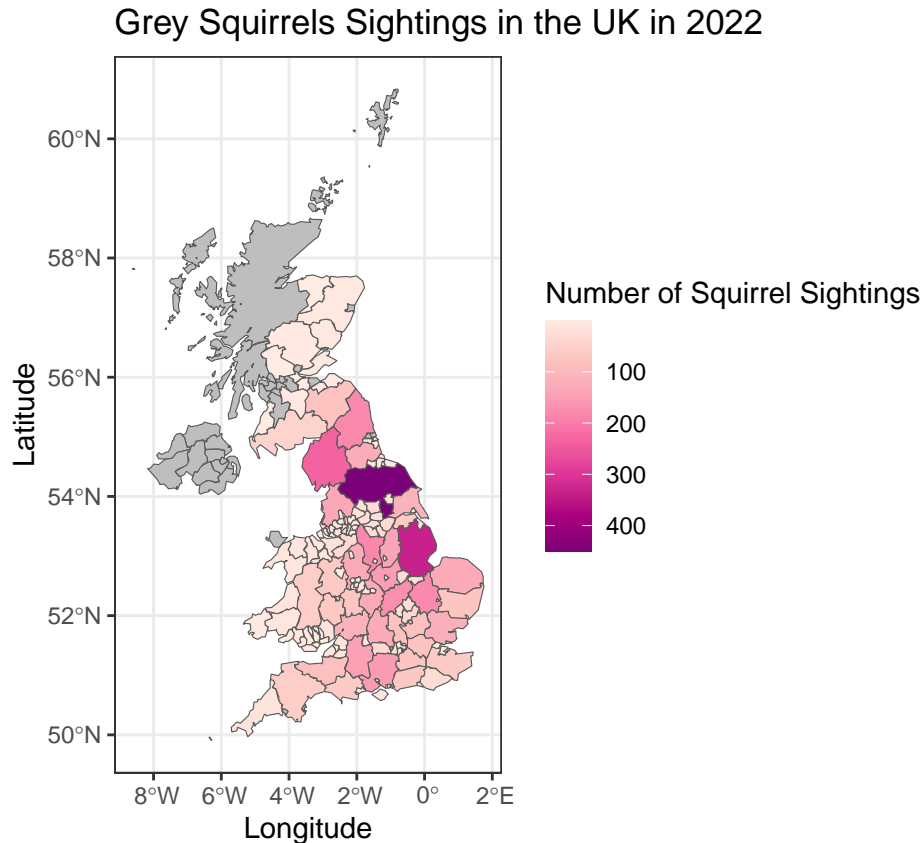 Grey Squirrels Sightings in the UK in 2022
60°N
58°N
56°N
54°N
52°N
50°N
Latitude
8°W 6°W 4°W 2°W 0° 2°E
Longitude
Number of Squirrel Sightings
100
200
300
400